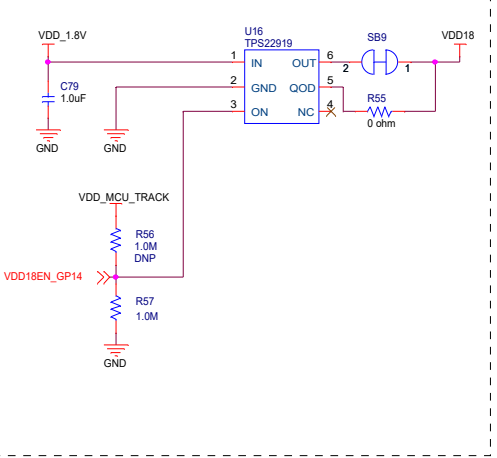 U16
TPS22919
VDD_1.8V
SB9
VDD18
1
IN
OUT
6
2
1
2
GND
QOD
5
3
ON
NC
4
C79
1.0uF
R55
0 ohm
GND
GND
VDD_MCU_TRACK
R56
1.0M
DNP
VDD18EN_GP14
R57
1.0M
GND